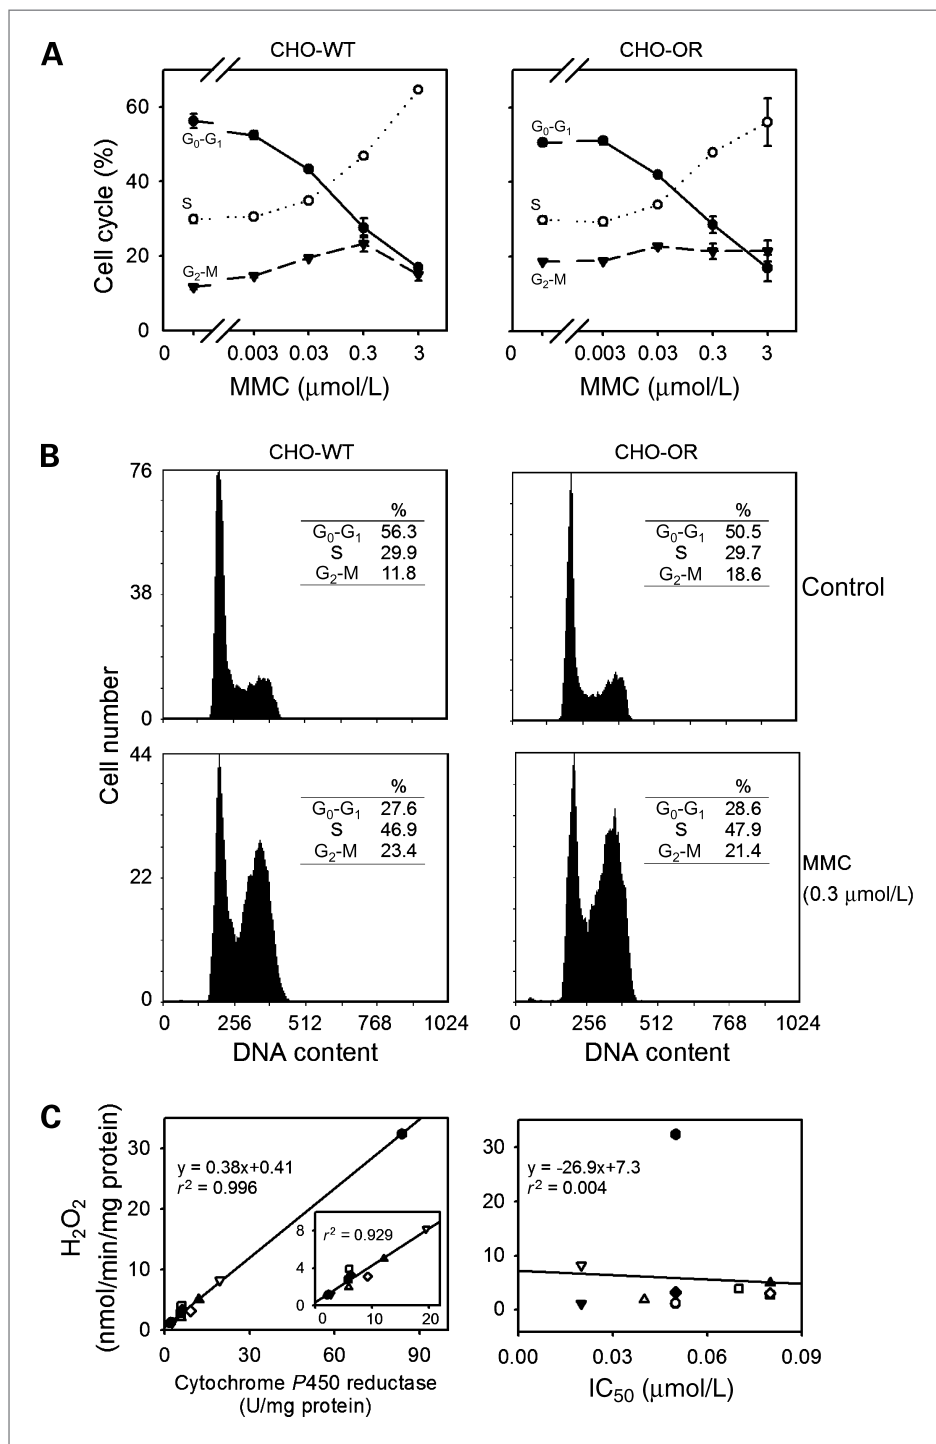 A
CHO-WT
CHO-OR
Cell cycle (%)
60
40
20
0
G₀-G₁
S
G₂-M
G₀-G₁
S
G₂-M
0 0.003 0.03 0.3 3
0 0.003 0.03 0.3 3
MMC (μmol/L)
MMC (μmol/L)
B
CHO-WT
CHO-OR
Cell number
76
38
0
%
G₀-G₁ 56.3
S 29.9
G₂-M 11.8
%
G₀-G₁ 50.5
S 29.7
G₂-M 18.6
Control
44
22
0
%
G₀-G₁ 27.6
S 46.9
G₂-M 23.4
%
G₀-G₁ 28.6
S 47.9
G₂-M 21.4
MMC
(0.3 μmol/L)
0 256 512 768 1024
0 256 512 768 1024
DNA content
DNA content
C
H₂O₂
(nmol/min/mg protein)
30
20
10
0
y = 0.38x+0.41
r² = 0.996
8
4
0
r² = 0.929
0 10 20
0 30 60 90
Cytochrome P450 reductase
(U/mg protein)
30
20
10
0
y = -26.9x+7.3
r² = 0.004
0.00 0.03 0.06 0.09
IC₅₀ (μmol/L)